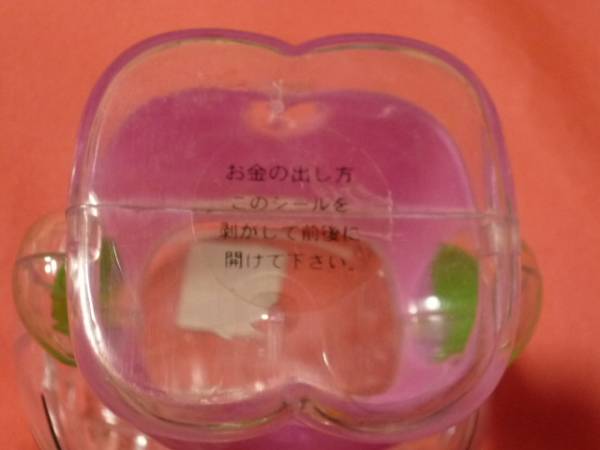 お金の出し方
このシールを
剥がして前後に
開けて下さい。